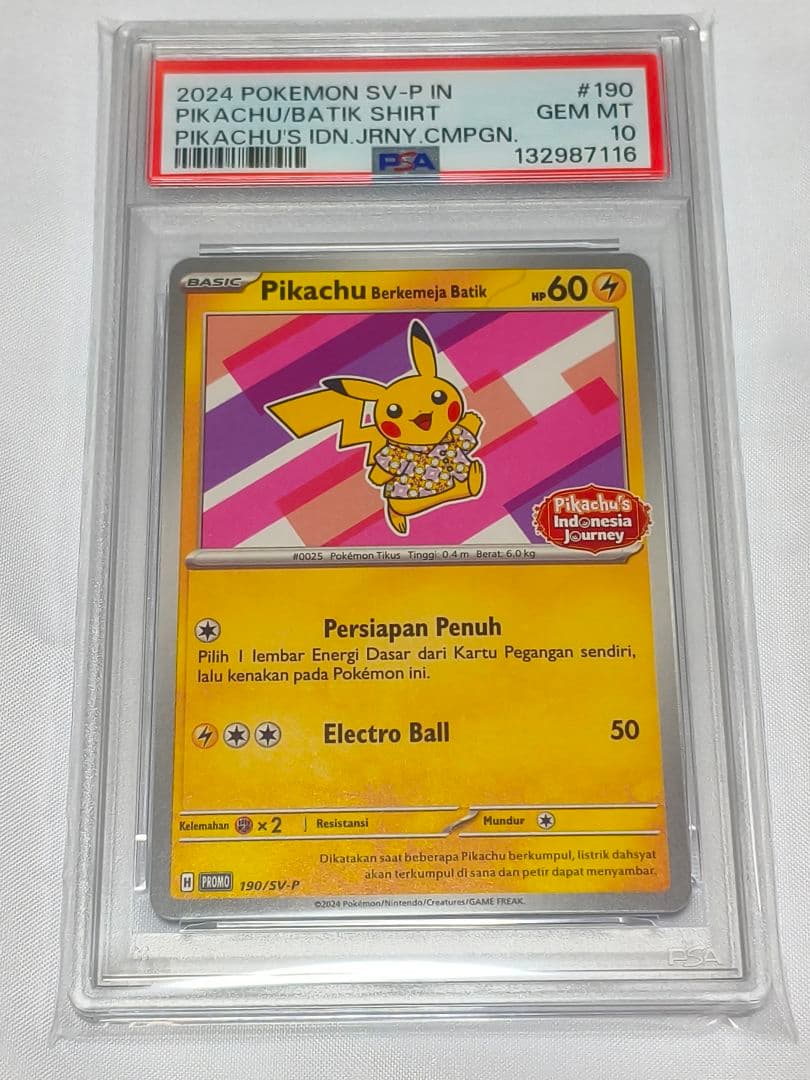 2024 POKEMON SV-P IN #190
PIKACHU/BATIK SHIRT GEM MT
PIKACHU'S IDN.JRNY.CMPGN. 10
PSA 132987116
BASIC Pikachu Berkemeja Batik HP60
Pikachu's
Indonesia
Journey
#0025 Pokémon Tikus Tinggi: 0,4 m Berat: 6,0 kg
Persiapan Penuh
Pilih 1 lembar Energi Dasar dari Kartu Pegangan sendiri,
lalu kenakan pada Pokémon ini.
Electro Ball 50
Kelemahan ×2 Resistansi Mundur
Dikatakan saat beberapa Pikachu berkumpul, listrik dahsyat
akan terkumpul di sana dan petir dapat menyambar.
H PROMO 190/SV-P
©2024 Pokémon/Nintendo/Creatures/GAME FREAK.
PSA